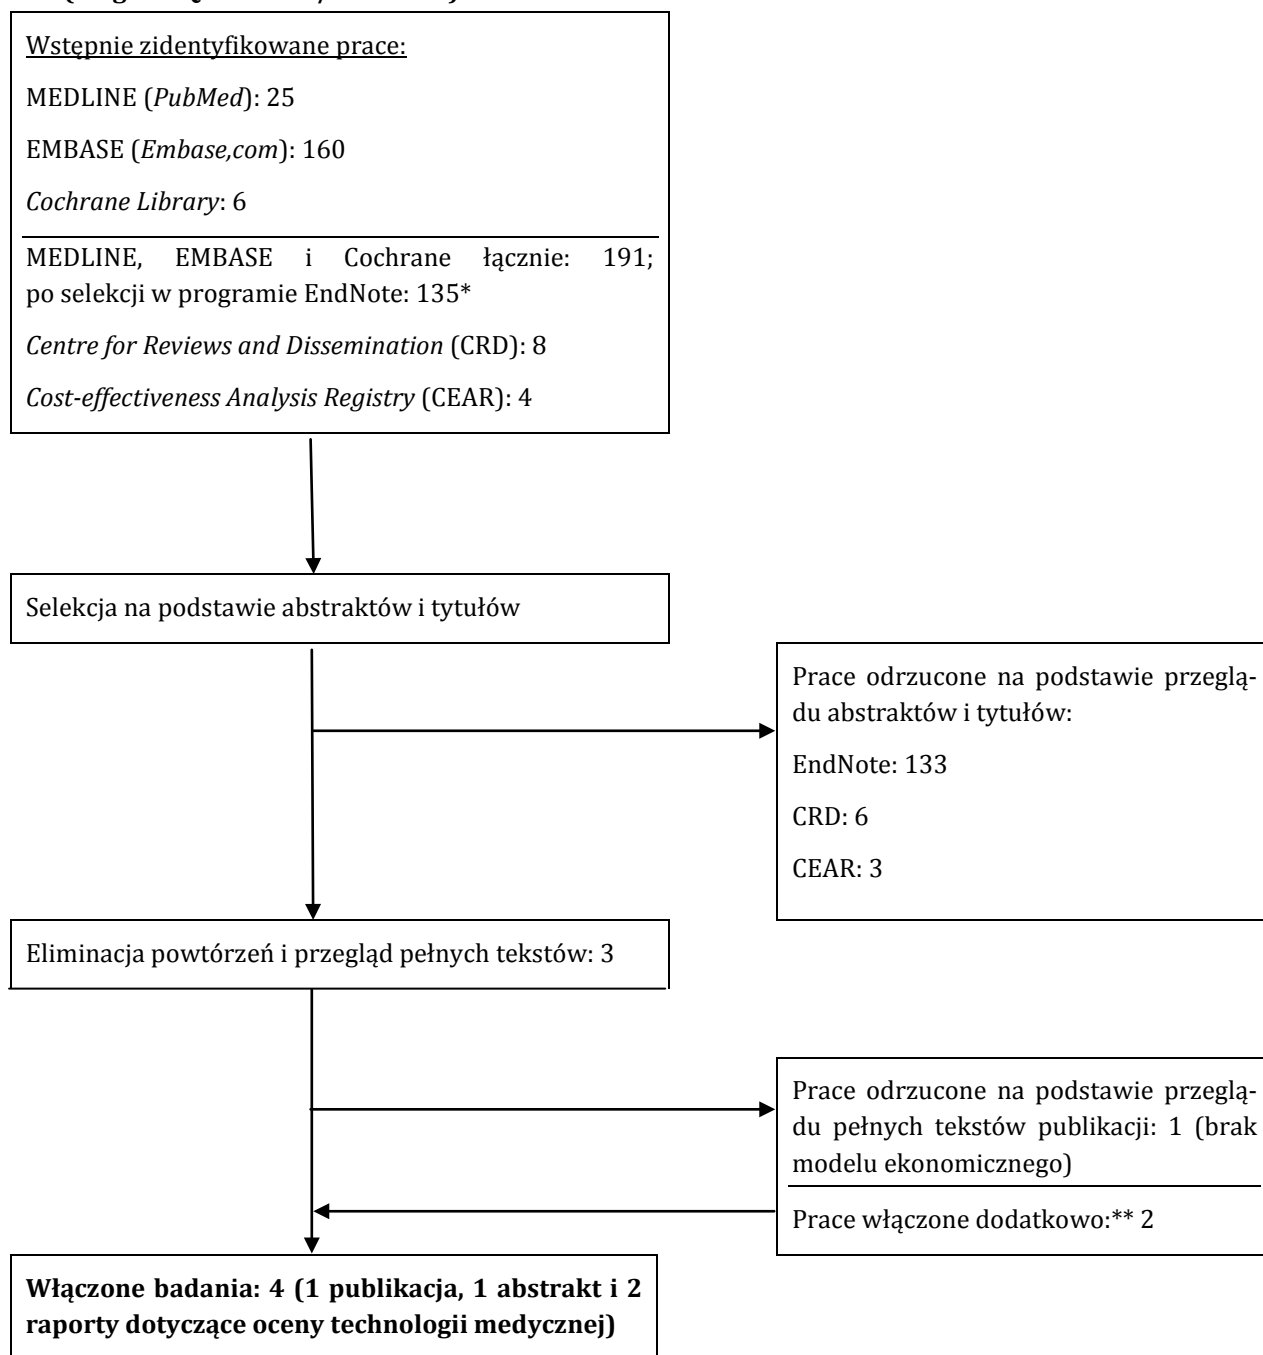 Wstępnie zidentyfikowane prace:
MEDLINE (PubMed): 25
EMBASE (Embase,com): 160
Cochrane Library: 6
MEDLINE, EMBASE i Cochrane łącznie: 191;
po selekcji w programie EndNote: 135*
Centre for Reviews and Dissemination (CRD): 8
Cost-effectiveness Analysis Registry (CEAR): 4
Selekcja na podstawie abstraktów i tytułów
Prace odrzucone na podstawie przeglą-
du abstraktów i tytułów:
EndNote: 133
CRD: 6
CEAR: 3
Eliminacja powtórzeń i przegląd pełnych tekstów: 3
Prace odrzucone na podstawie przeglą-
du pełnych tekstów publikacji: 1 (brak
modelu ekonomicznego)
Prace włączone dodatkowo:** 2
Włączone badania: 4 (1 publikacja, 1 abstrakt i 2
raporty dotyczące oceny technologii medycznej)